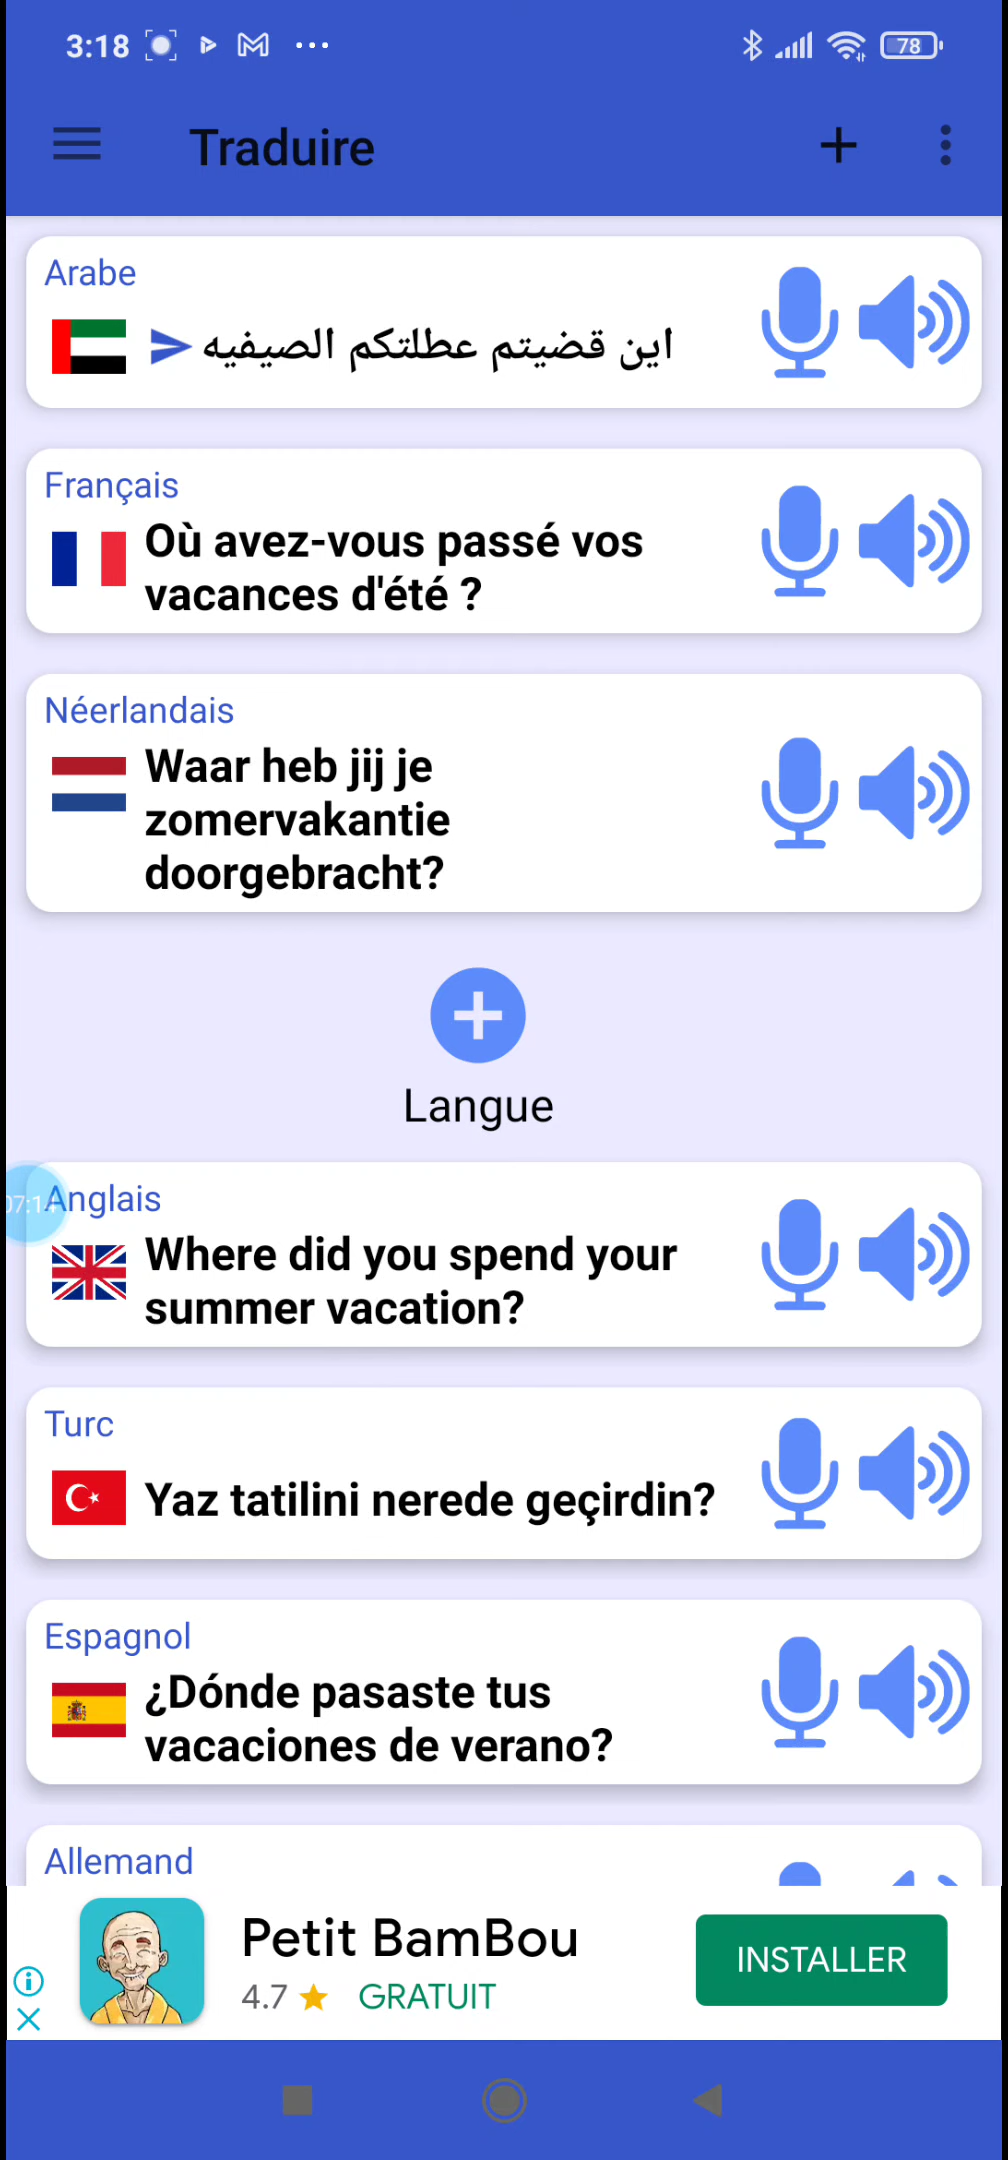 3:18
78
Traduire
Arabe
اين قضيتم عطلتكم الصيفيه
Français
Où avez-vous passé vos
vacances d'été ?
Néerlandais
Waar heb jij je
zomervakantie
doorgebracht?
Langue
07:14
Anglais
Where did you spend your
summer vacation?
Turc
Yaz tatilini nerede geçirdin?
Espagnol
¿Dónde pasaste tus
vacaciones de verano?
Allemand
Petit BamBou
4.7 GRATUIT
INSTALLER